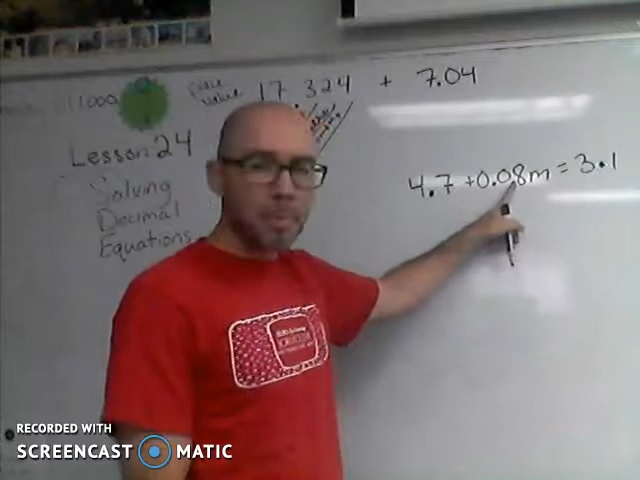 place value 17.324 + 7.04
Lesson 24
Solving
Decimal
Equations
4.7 + 0.08m = 3.1
RECORDED WITH
SCREENCAST MATIC